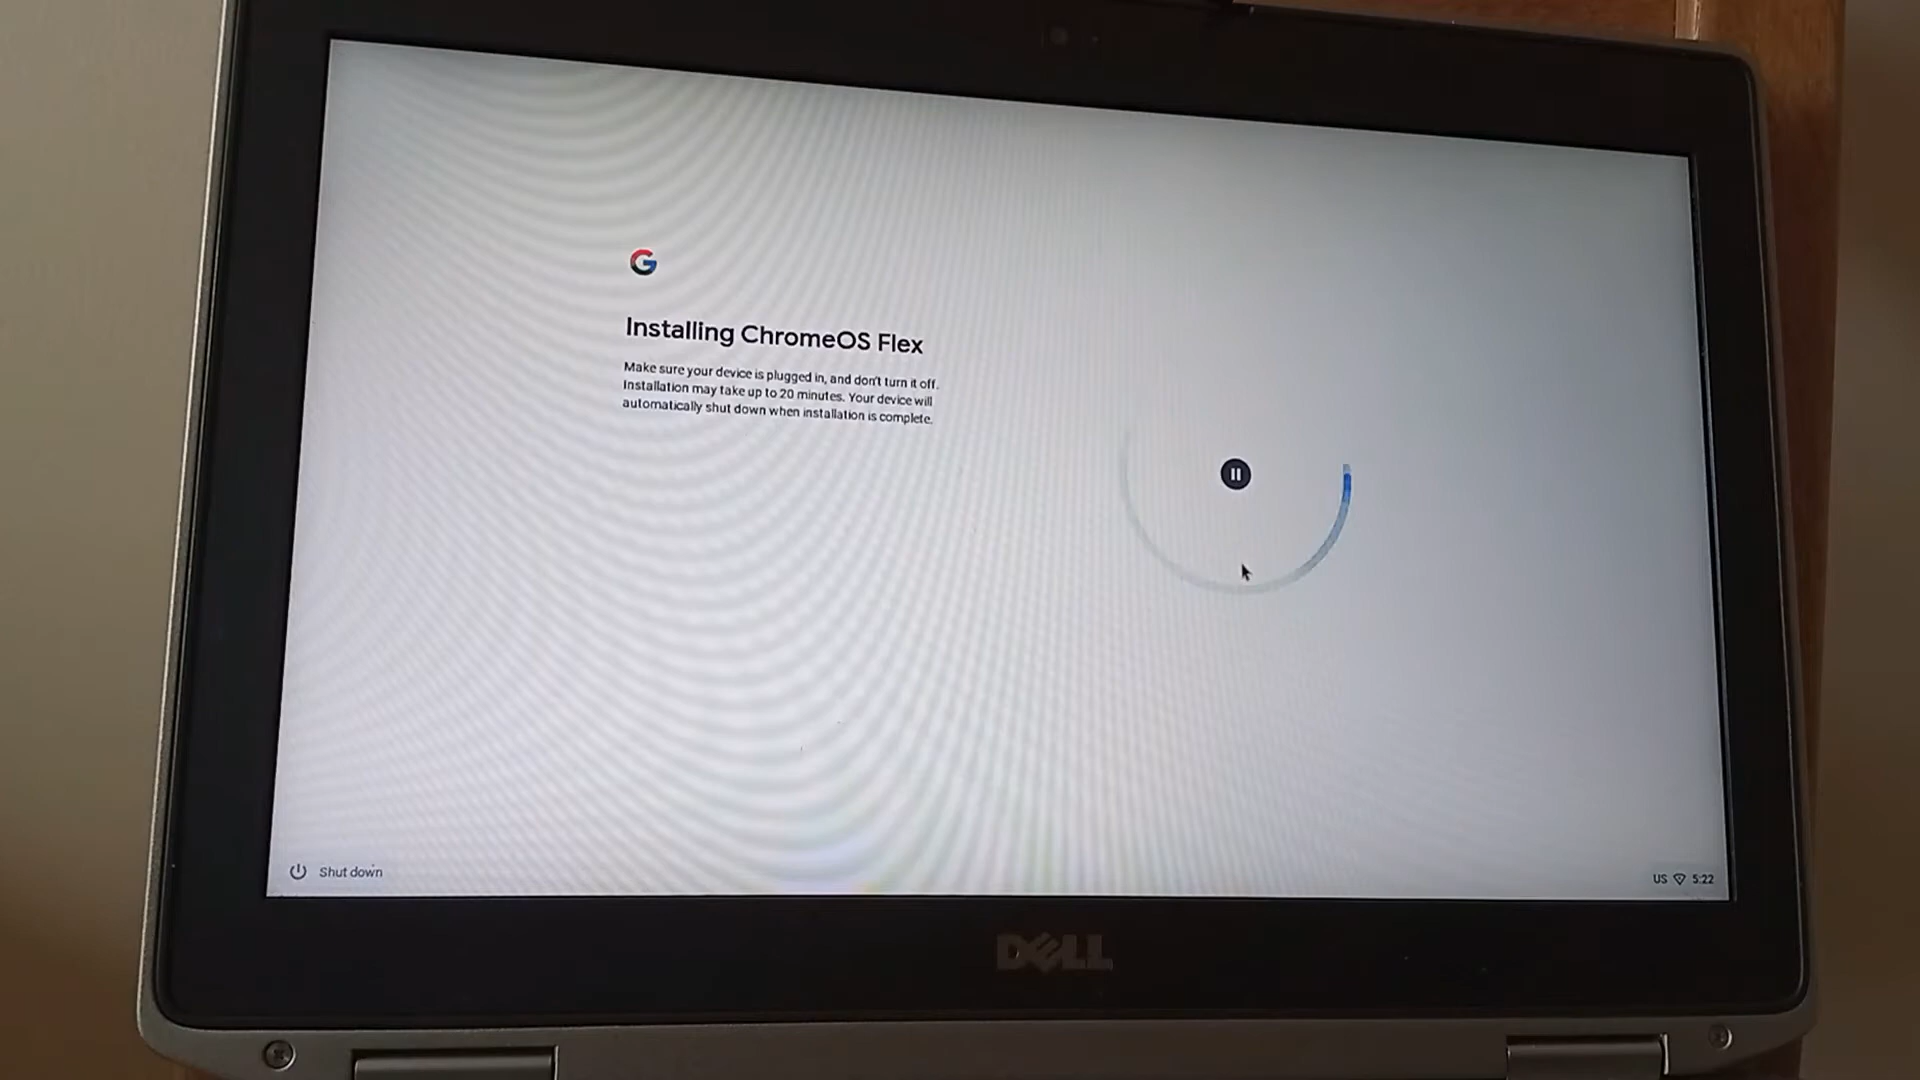 G
Installing ChromeOS Flex
Make sure your device is plugged in, and don't turn it off.
Installation may take up to 20 minutes. Your device will
automatically shut down when installation is complete.
Shut down
US 5:22
DELL